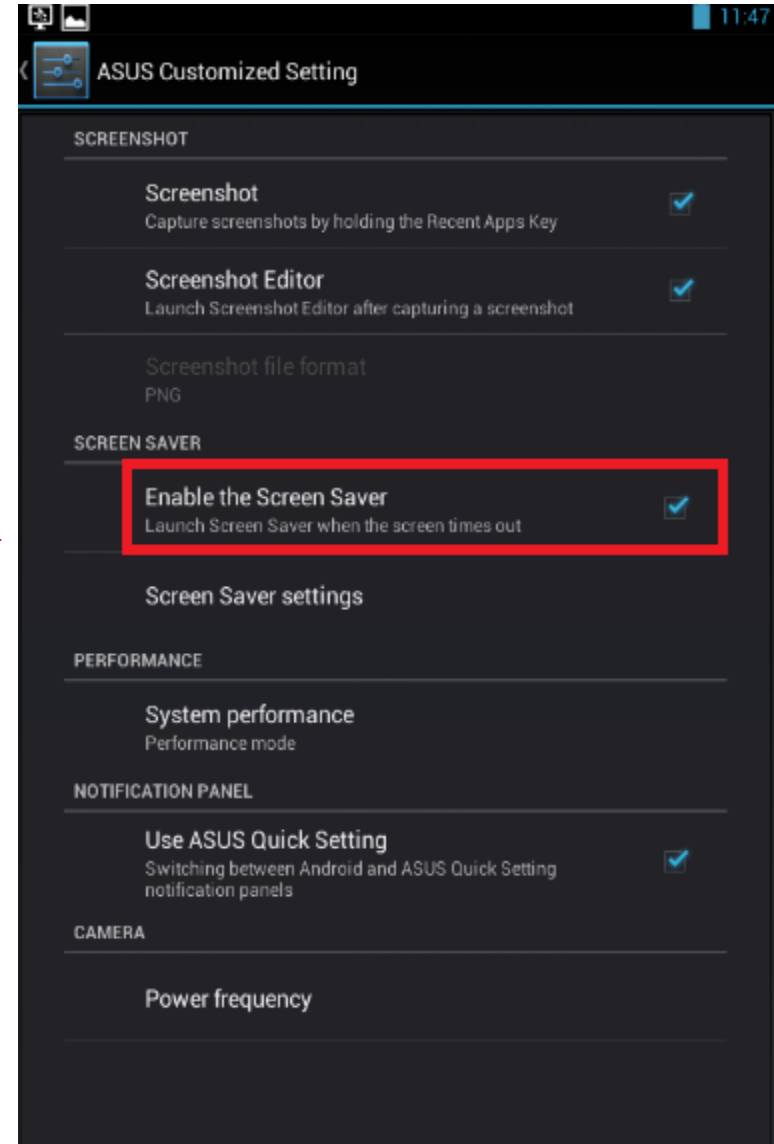 11:47
ASUS Customized Setting
SCREENSHOT
Screenshot
Capture screenshots by holding the Recent Apps Key
Screenshot Editor
Launch Screenshot Editor after capturing a screenshot
Screenshot file format
PNG
SCREEN SAVER
Enable the Screen Saver
Launch Screen Saver when the screen times out
Screen Saver settings
PERFORMANCE
System performance
Performance mode
NOTIFICATION PANEL
Use ASUS Quick Setting
Switching between Android and ASUS Quick Setting
notification panels
CAMERA
Power frequency